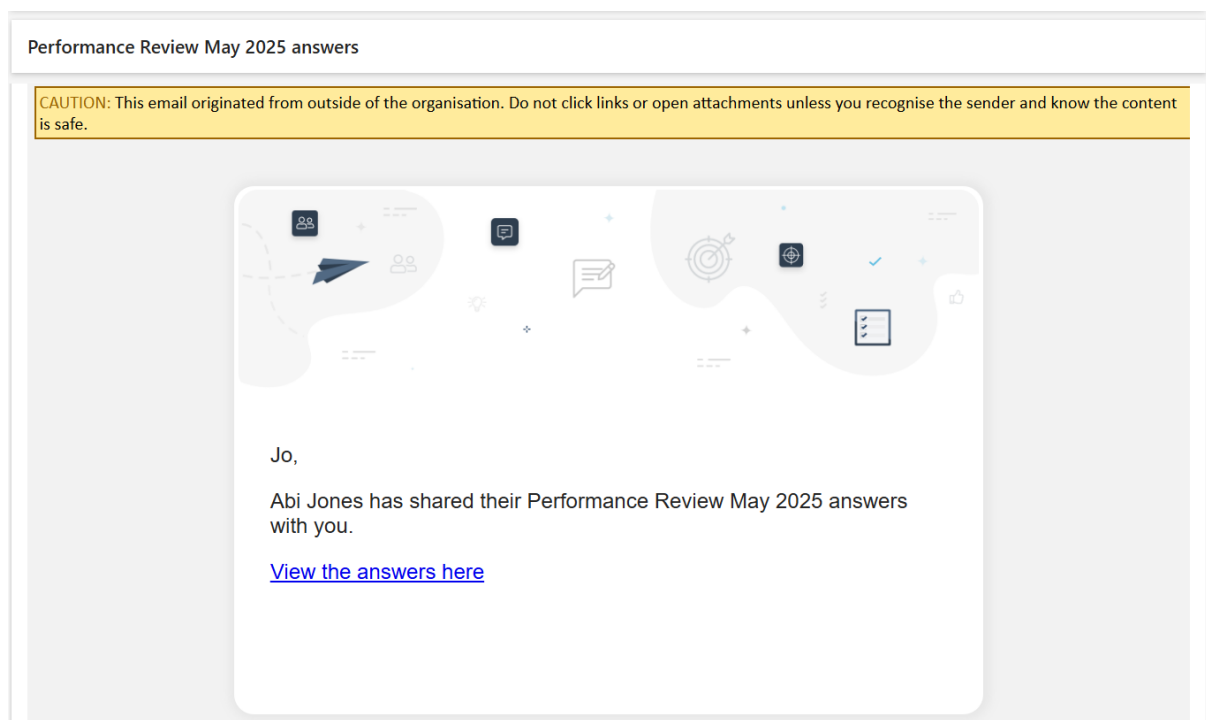 Performance Review May 2025 answers
CAUTION: This email originated from outside of the organisation. Do not click links or open attachments unless you recognise the sender and know the content
is safe.
Jo,
Abi Jones has shared their Performance Review May 2025 answers
with you.
View the answers here